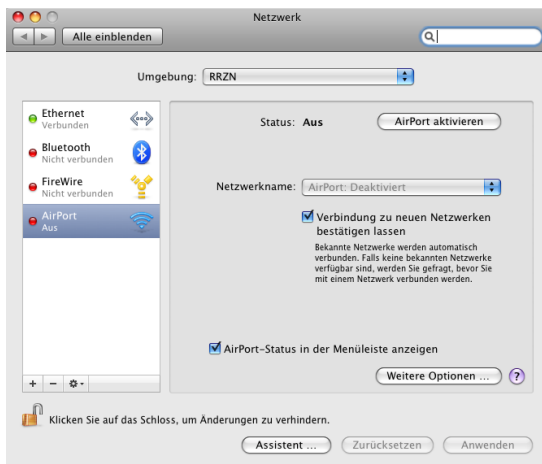 Netzwerk
Alle einblenden
Umgebung: RRZN
Ethernet
Verbunden
Bluetooth
Nicht verbunden
FireWire
Nicht verbunden
AirPort
Aus
Status: Aus
AirPort aktivieren
Netzwerkname: AirPort: Deaktiviert
Verbindung zu neuen Netzwerken
bestätigen lassen
Bekannte Netzwerke werden automatisch
verbunden. Falls keine bekannten Netzwerke
verfügbar sind, werden Sie gefragt, bevor Sie
mit einem Netzwerk verbunden werden.
AirPort-Status in der Menüleiste anzeigen
Weitere Optionen ... ?
Klicken Sie auf das Schloss, um Änderungen zu verhindern.
Assistent ... Zurücksetzen Anwenden